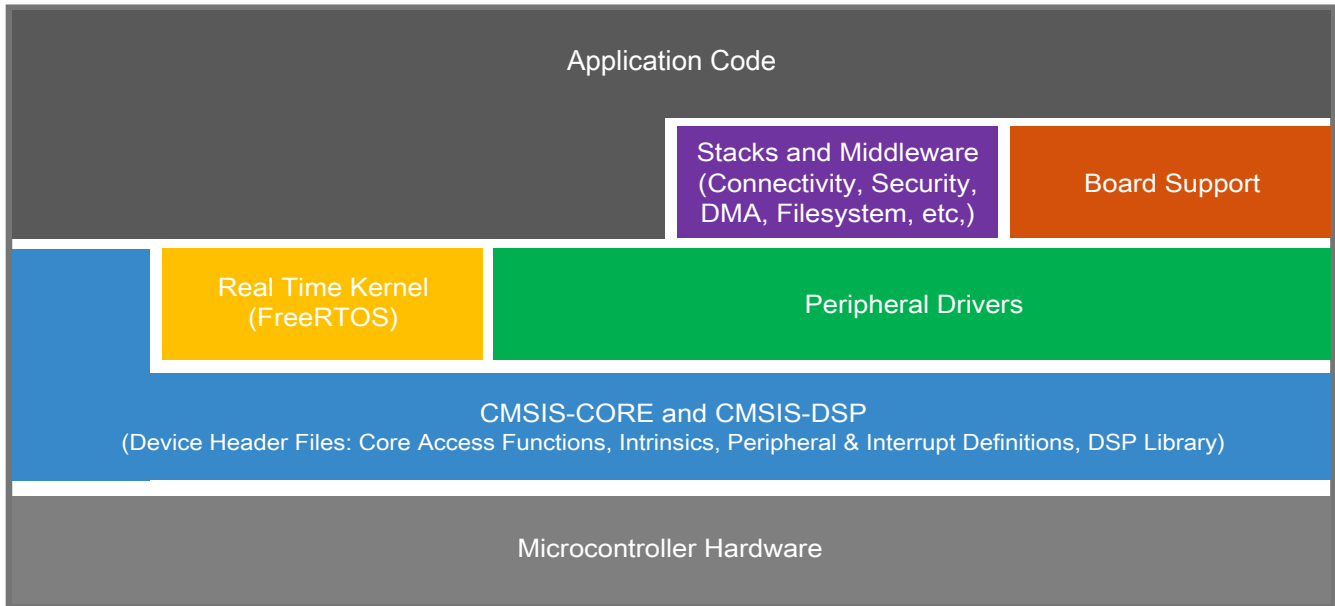 Application Code
Stacks and Middleware
(Connectivity, Security,
DMA, Filesystem, etc,)
Board Support
Real Time Kernel
(FreeRTOS)
Peripheral Drivers
CMSIS-CORE and CMSIS-DSP
(Device Header Files: Core Access Functions, Intrinsics, Peripheral & Interrupt Definitions, DSP Library)
Microcontroller Hardware